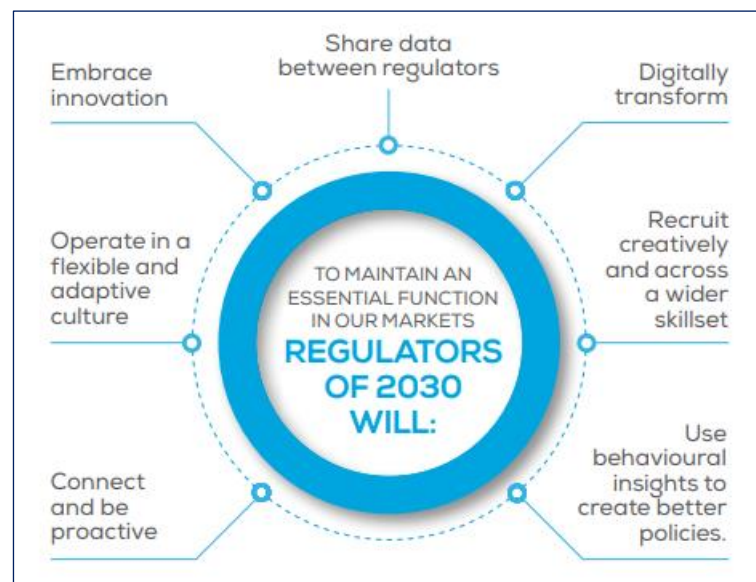 Share data
between regulators
Embrace
innovation
Digitally
transform
Operate in a
flexible and
adaptive
culture
TO MAINTAIN AN
ESSENTIAL FUNCTION
IN OUR MARKETS
REGULATORS
OF 2030
WILL:
Recruit
creatively
and across
a wider
skillset
Connect
and be
proactive
Use
behavioural
insights to
create better
policies.